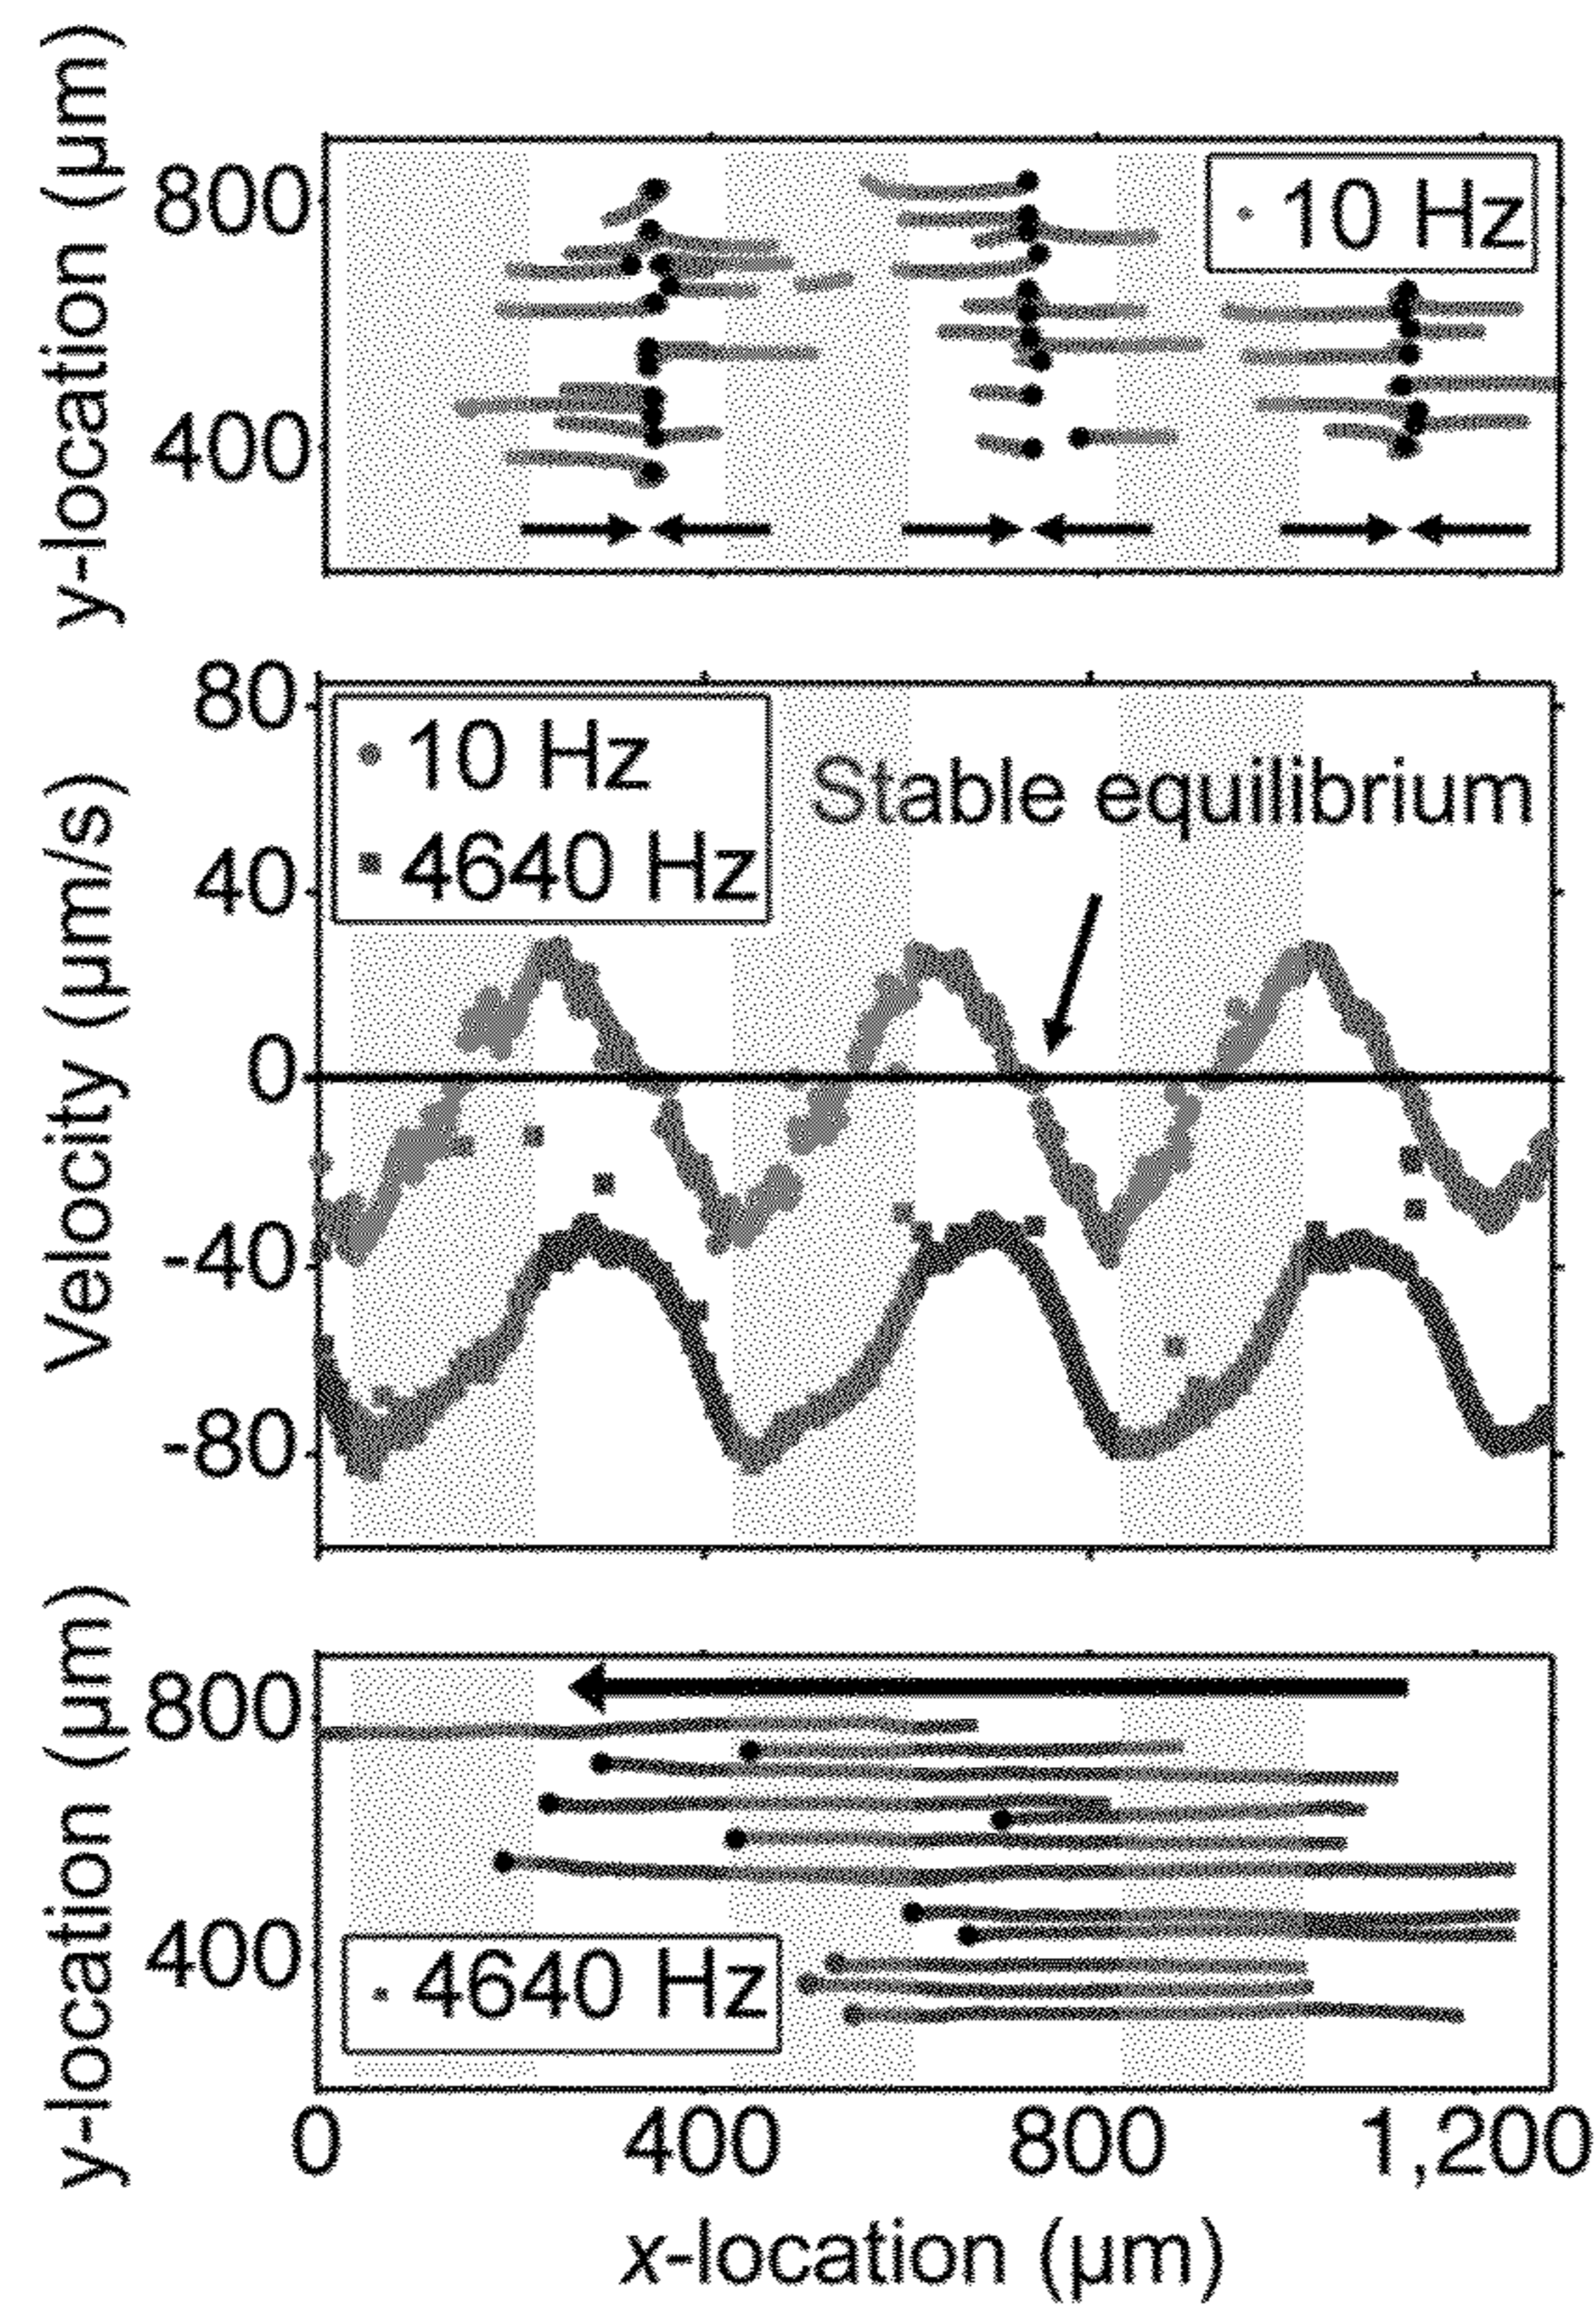 y-location (µm)
800
400
10 Hz
Velocity (µm/s)
80
40
0
-40
-80
10 Hz
4640 Hz
Stable equilibrium
y-location (µm)
800
400
4640 Hz
0 400 800 1,200
x-location (µm)